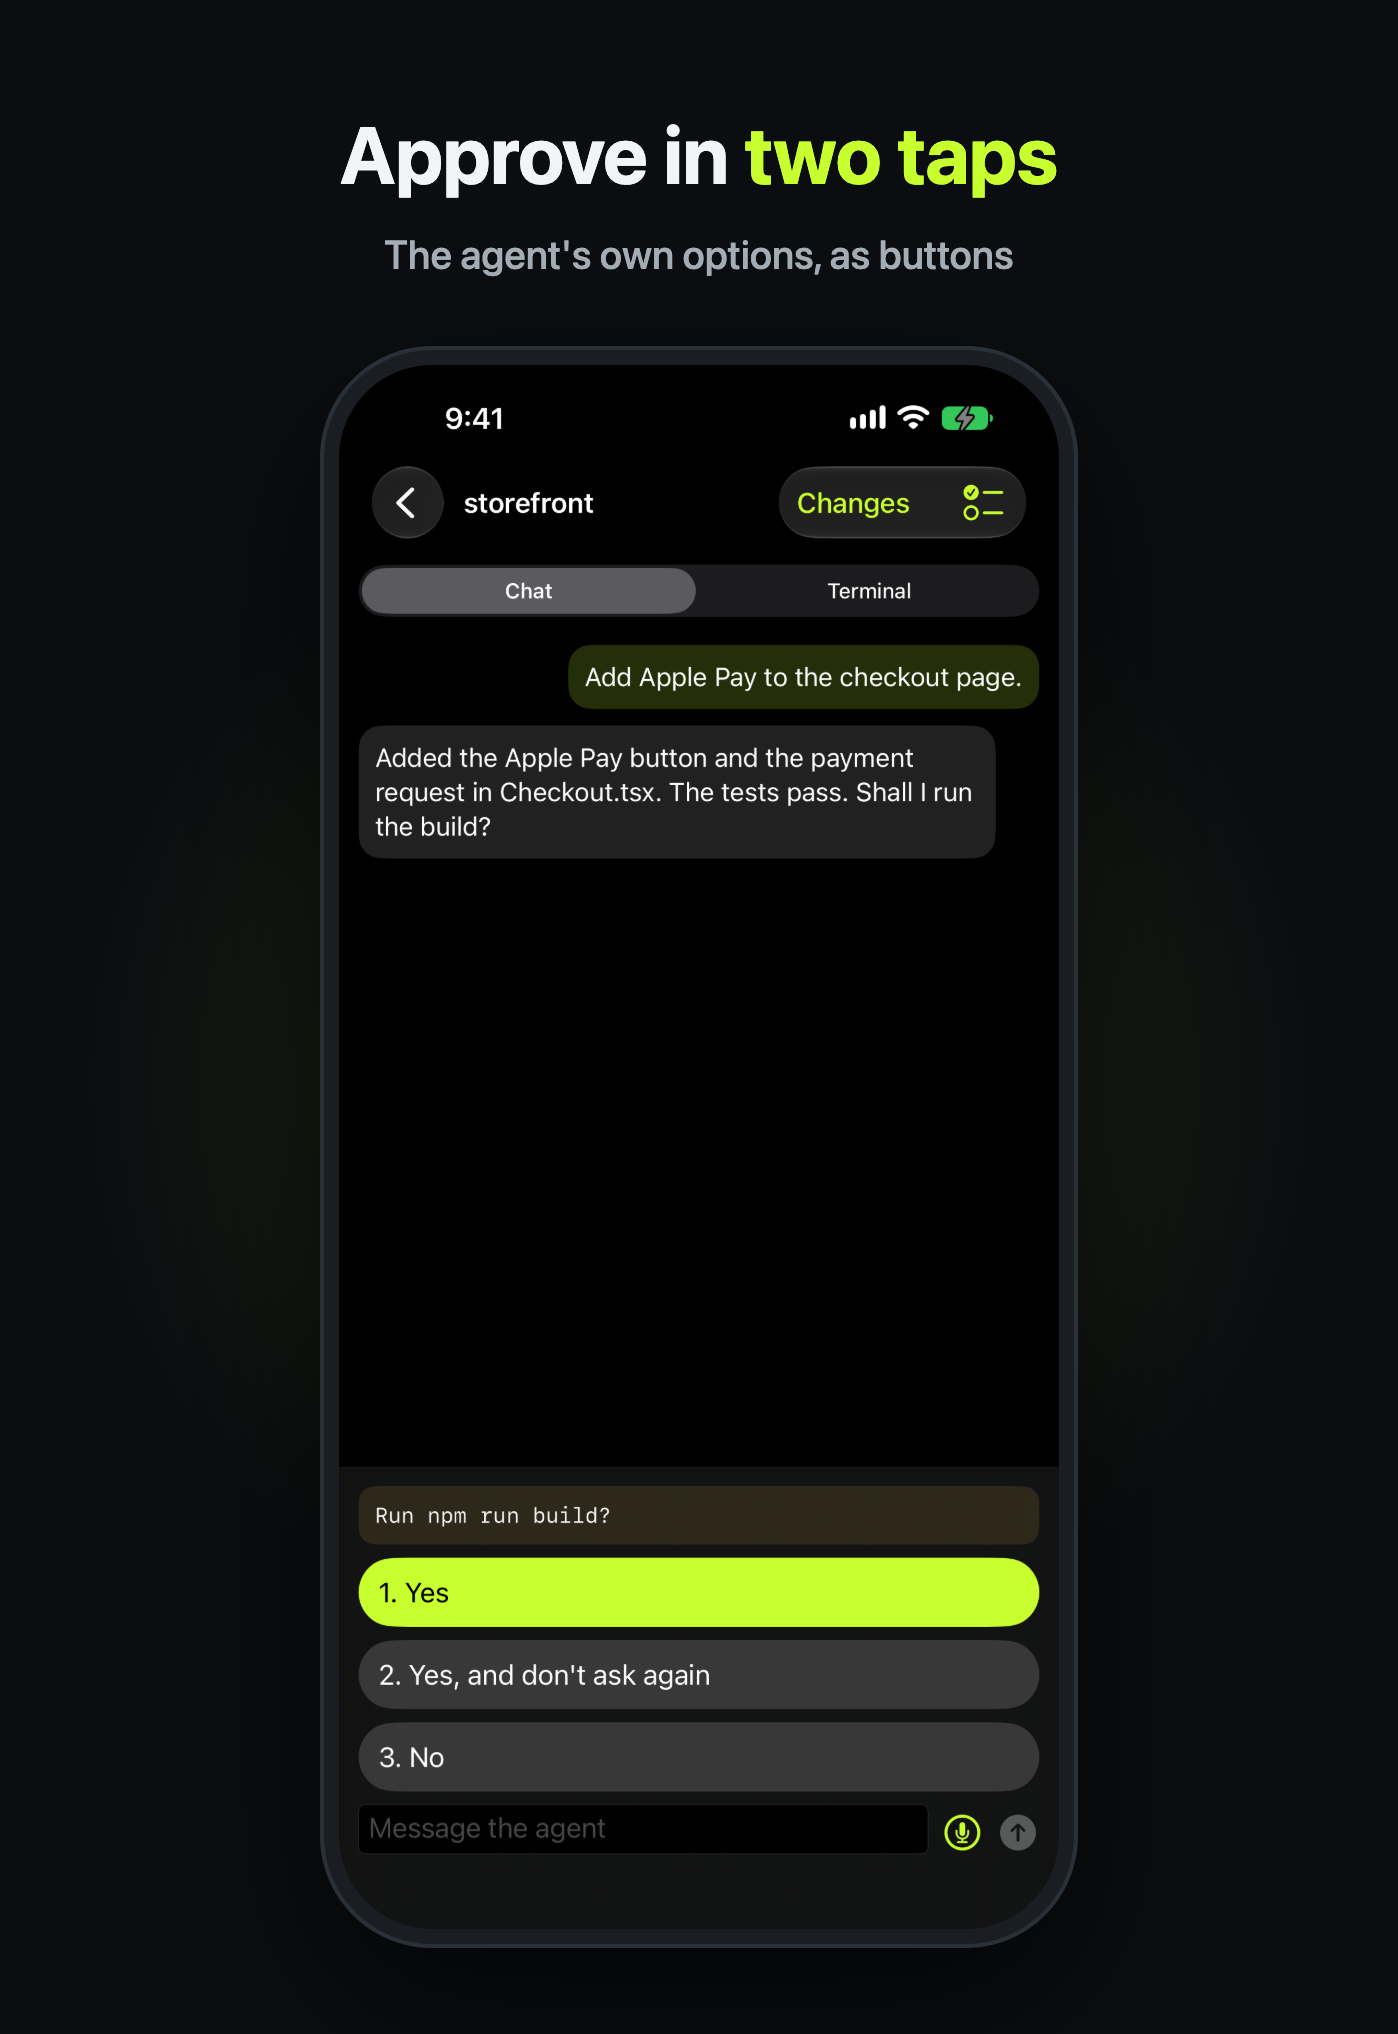 Approve in two taps
The agent's own options, as buttons
9:41
storefront
Changes
Chat
Terminal
Add Apple Pay to the checkout page.
Added the Apple Pay button and the payment
request in Checkout.tsx. The tests pass. Shall I run
the build?
Run npm run build?
1. Yes
2. Yes, and don't ask again
3. No
Message the agent